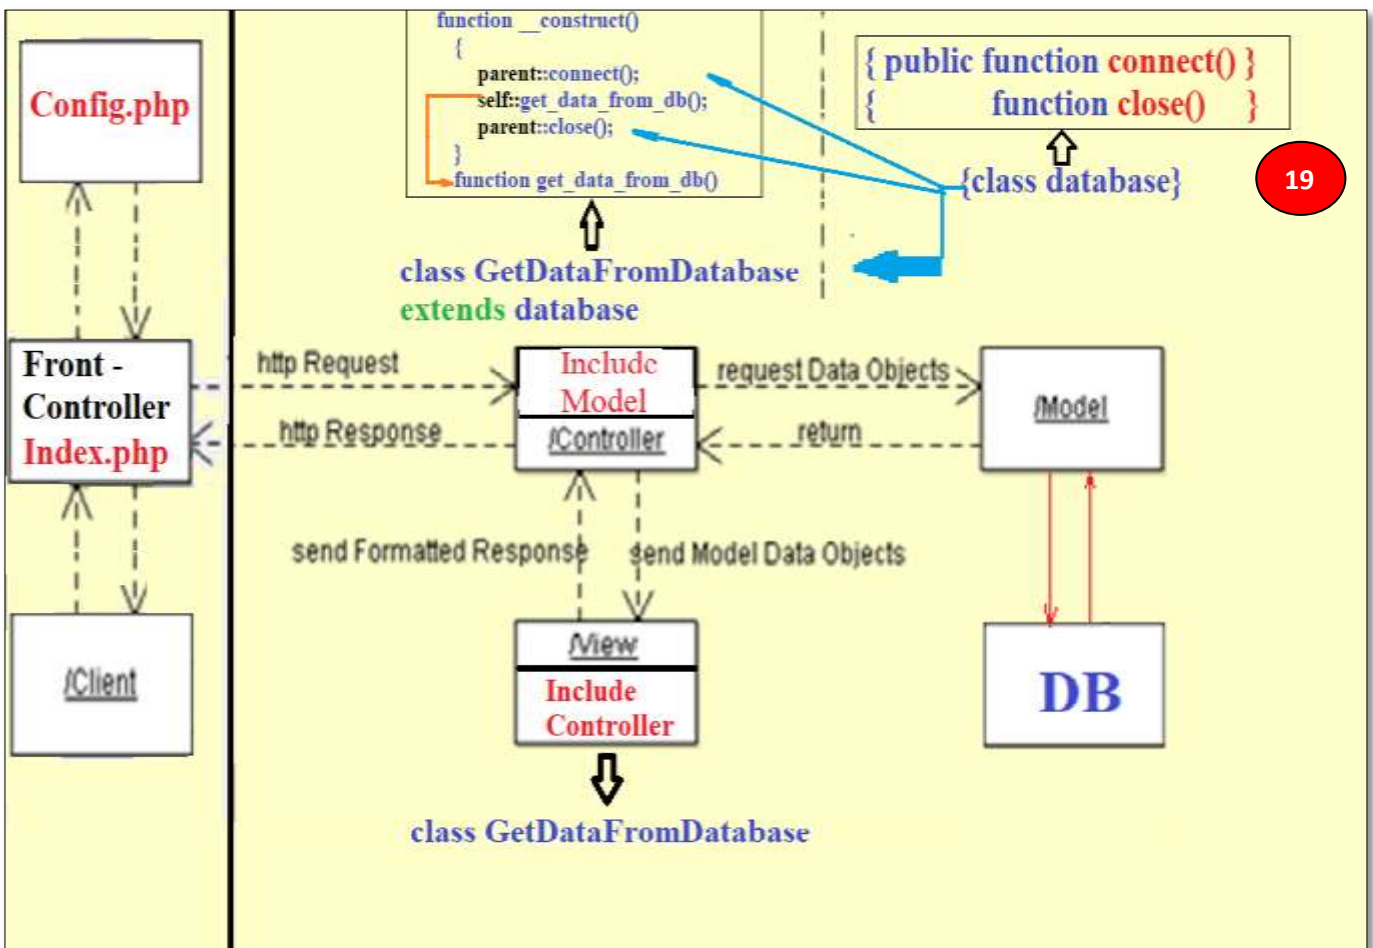 function __construct()
{
parent::connect();
self::get_data_from_db();
parent::close();
}
function get_data_from_db()
{ public function connect() }
{ function close() }
{class database}
19
Config.php
class GetDataFromDatabase
extends database
Front -
Controller
Index.php
http Request
http Response
Include
Model
/Controller
request Data Objects
return
/Model
send Formatted Response
send Model Data Objects
/Client
/View
Include
Controller
DB
class GetDataFromDatabase